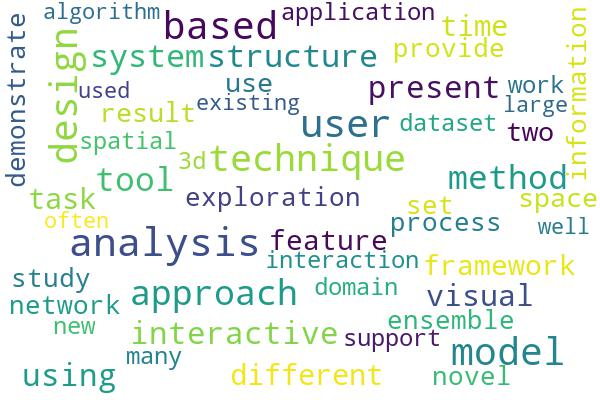 demonstrate
algorithm
based
application
time
information
design
system
structure
provide
used
use
present
work
result
existing
large
user
dataset
two
spatial
3d
technique
tool
method
task
exploration
set
space
often
process
well
analysis
feature
interaction
framework
study
approach
domain
visual
network
new
interactive
ensemble
support
many
model
using
different
novel